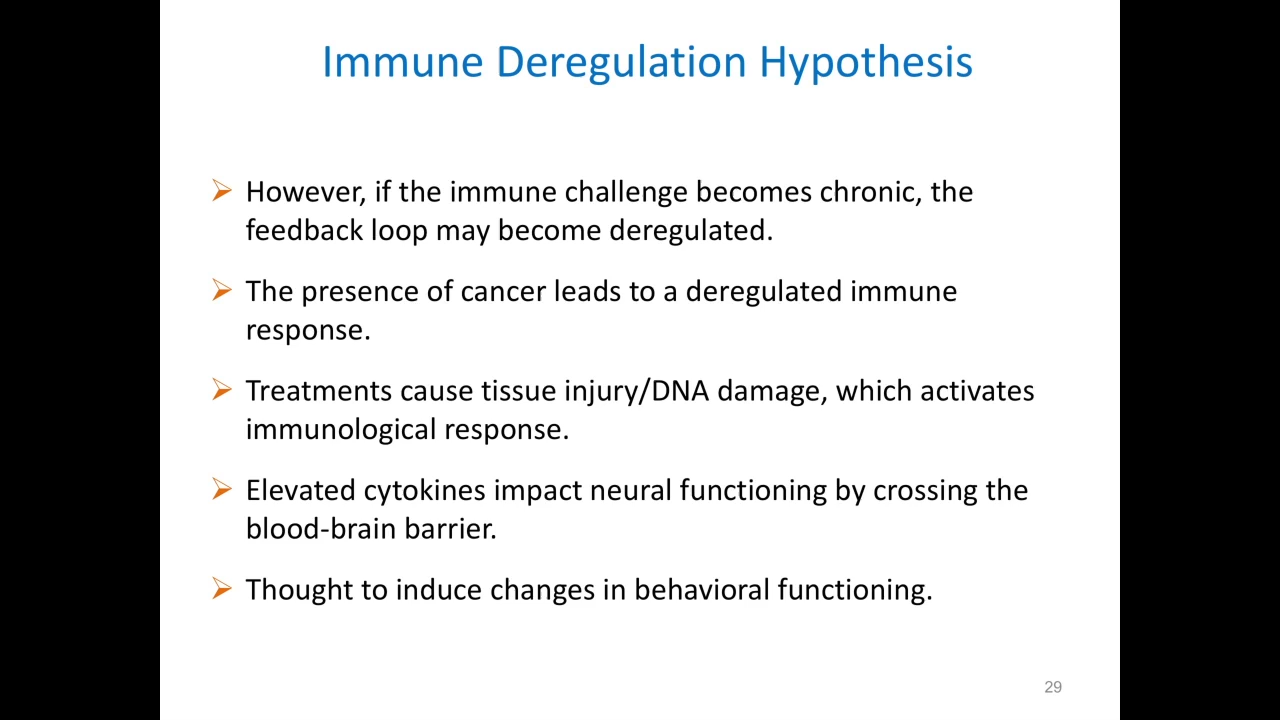 Immune Deregulation Hypothesis
However, if the immune challenge becomes chronic, the
feedback loop may become deregulated.
The presence of cancer leads to a deregulated immune
response.
Treatments cause tissue injury/DNA damage, which activates
immunological response.
Elevated cytokines impact neural functioning by crossing the
blood-brain barrier.
Thought to induce changes in behavioral functioning.
29